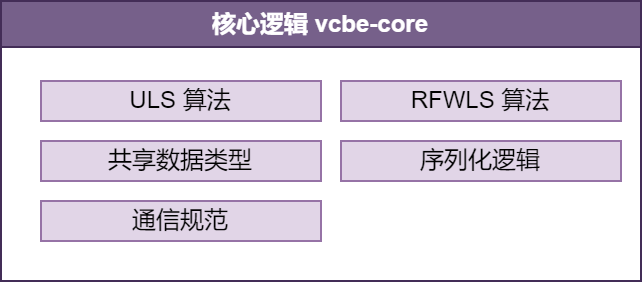 核心逻辑 vcbe-core
ULS 算法
RFWLS 算法
共享数据类型
序列化逻辑
通信规范